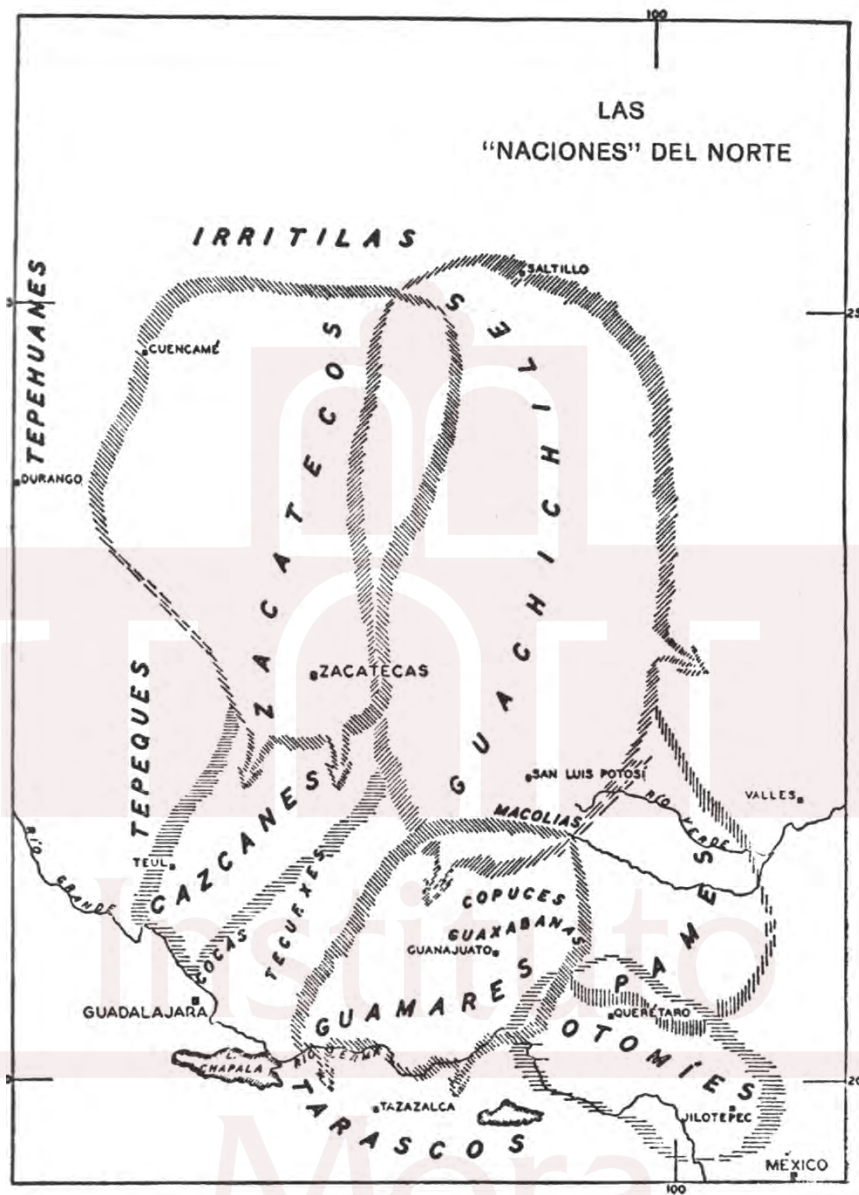 100
LAS
"NACIONES" DEL NORTE
IRRITILAS
TEPEHUANES
SALTILLO
25
CUENCAMÉ
ZACATECOS
GUACHICHILES
DURANGO
ZACATECAS
TEPEQUES
SAN LUIS POTOSÍ
VALLES
MACOLIAS
RÍO VERDE
CAZCANES
TEUL
RÍO GRANDE
TECUEXES
COCAS
COPUCES
GUAXABANAS
GUANAJUATO
PAMES
GUADALAJARA
GUAMARES
QUERÉTARO
OTOMÍES
L.
CHAPALA
RÍO
20
TARASCOS
TAZAZALCA
JILOTEPEC
MÉXICO
100
Instituto
Mora